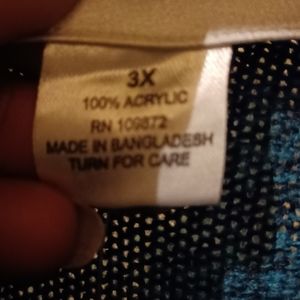 3X
100% ACRYLIC
RN 109872
MADE IN BANGLADESH
TURN FOR CARE